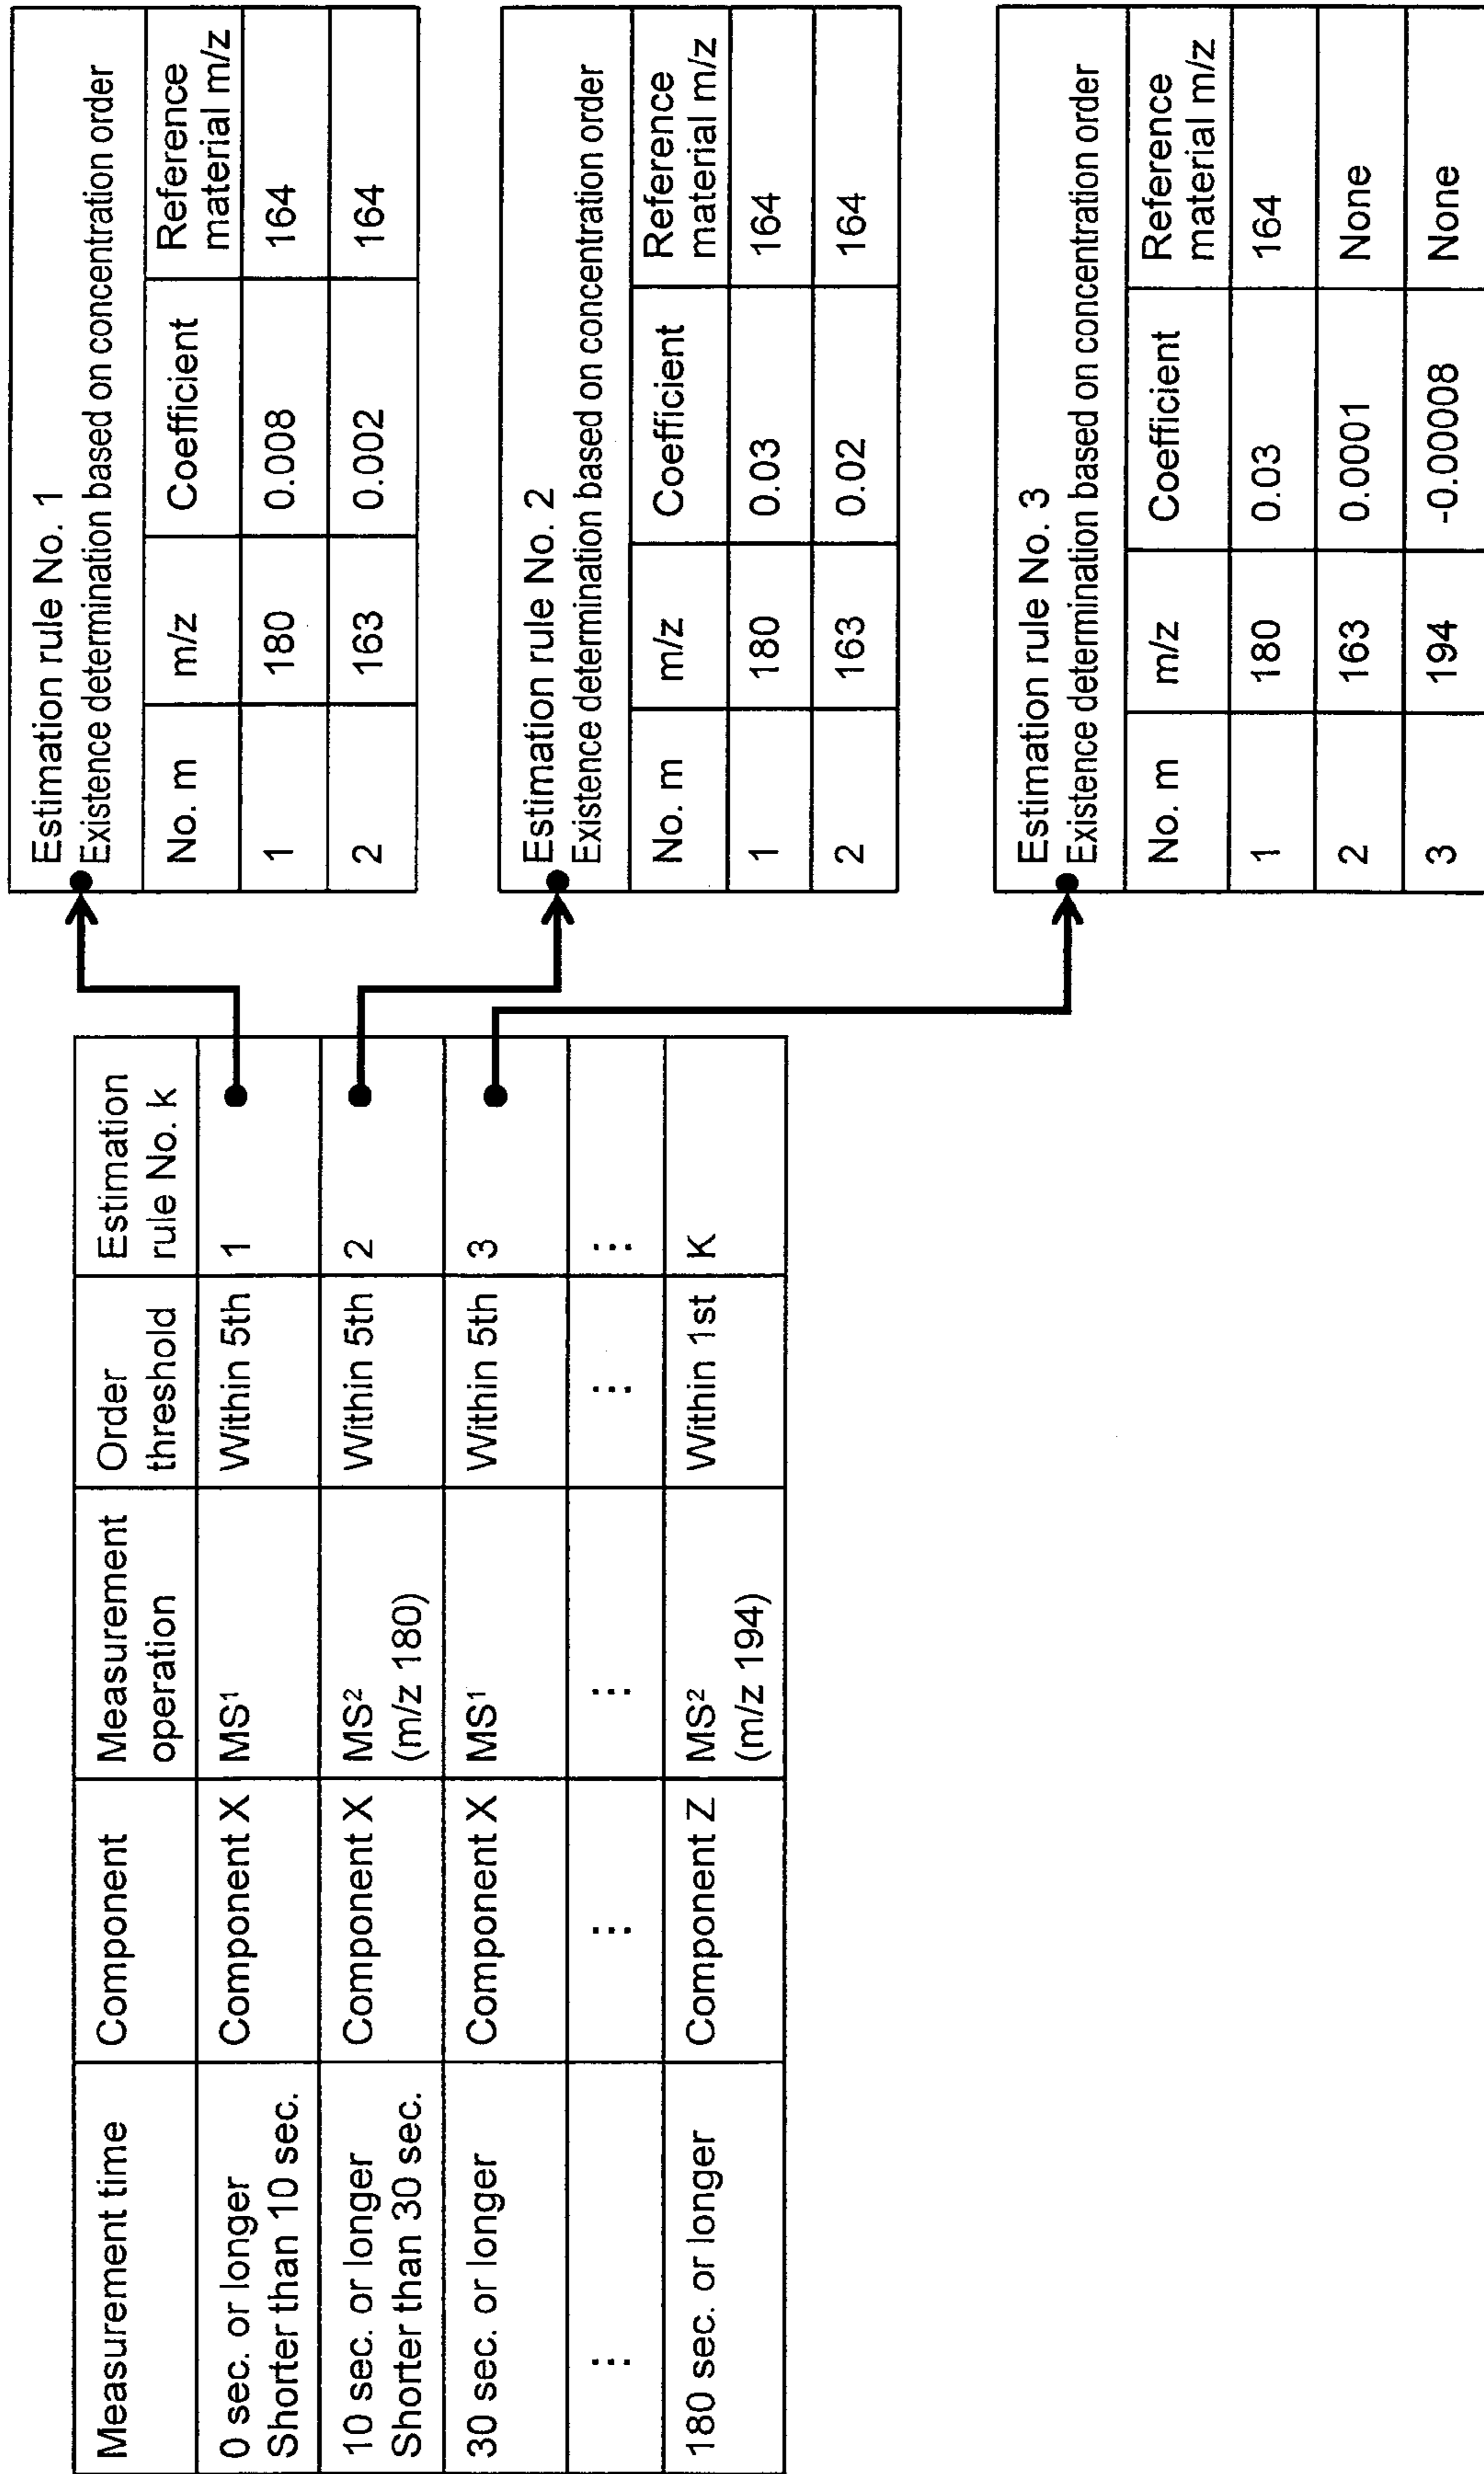 Measurement time
Component
Measurement
operation
Order
threshold
Estimation
rule No. k
0 sec. or longer
Shorter than 10 sec.
Component X
MS¹
Within 5th
1
10 sec. or longer
Shorter than 30 sec.
Component X
MS²
(m/z 180)
Within 5th
2
30 sec. or longer
Component X
MS¹
Within 5th
3
⋮
⋮
⋮
⋮
⋮
180 sec. or longer
Component Z
MS²
(m/z 194)
Within 1st
K
Estimation rule No. 1
Existence determination based on concentration order
No. m
m/z
Coefficient
Reference
material m/z
1
180
0.008
164
2
163
0.002
164
Estimation rule No. 2
Existence determination based on concentration order
No. m
m/z
Coefficient
Reference
material m/z
1
180
0.03
164
2
163
0.02
164
Estimation rule No. 3
Existence determination based on concentration order
No. m
m/z
Coefficient
Reference
material m/z
1
180
0.03
164
2
163
0.0001
None
3
194
-0.00008
None